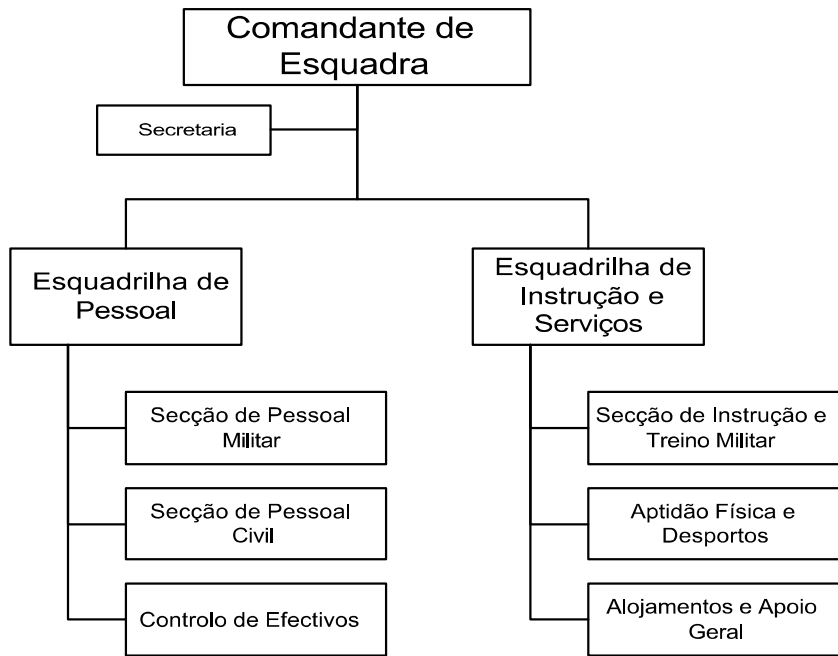 Comandante de
Esquadra
Secretaria
Esquadrilha de
Pessoal
Esquadrilha de
Instrução e
Serviços
Secção de Pessoal
Militar
Secção de Instrução e
Treino Militar
Secção de Pessoal
Civil
Aptidão Física e
Desportos
Controlo de Efectivos
Alojamentos e Apoio
Geral